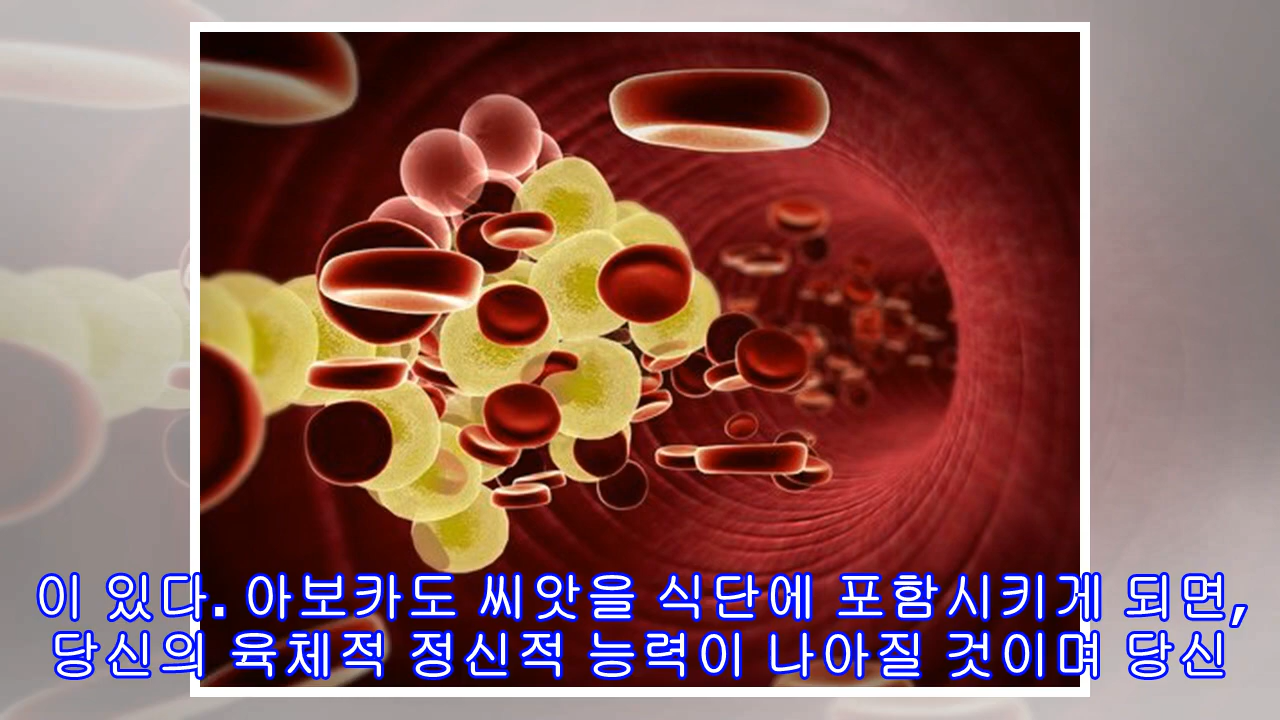 이 있다. 아보카도 씨앗을 식단에 포함시키게 되면,
당신의 육체적 정신적 능력이 나아질 것이며 당신